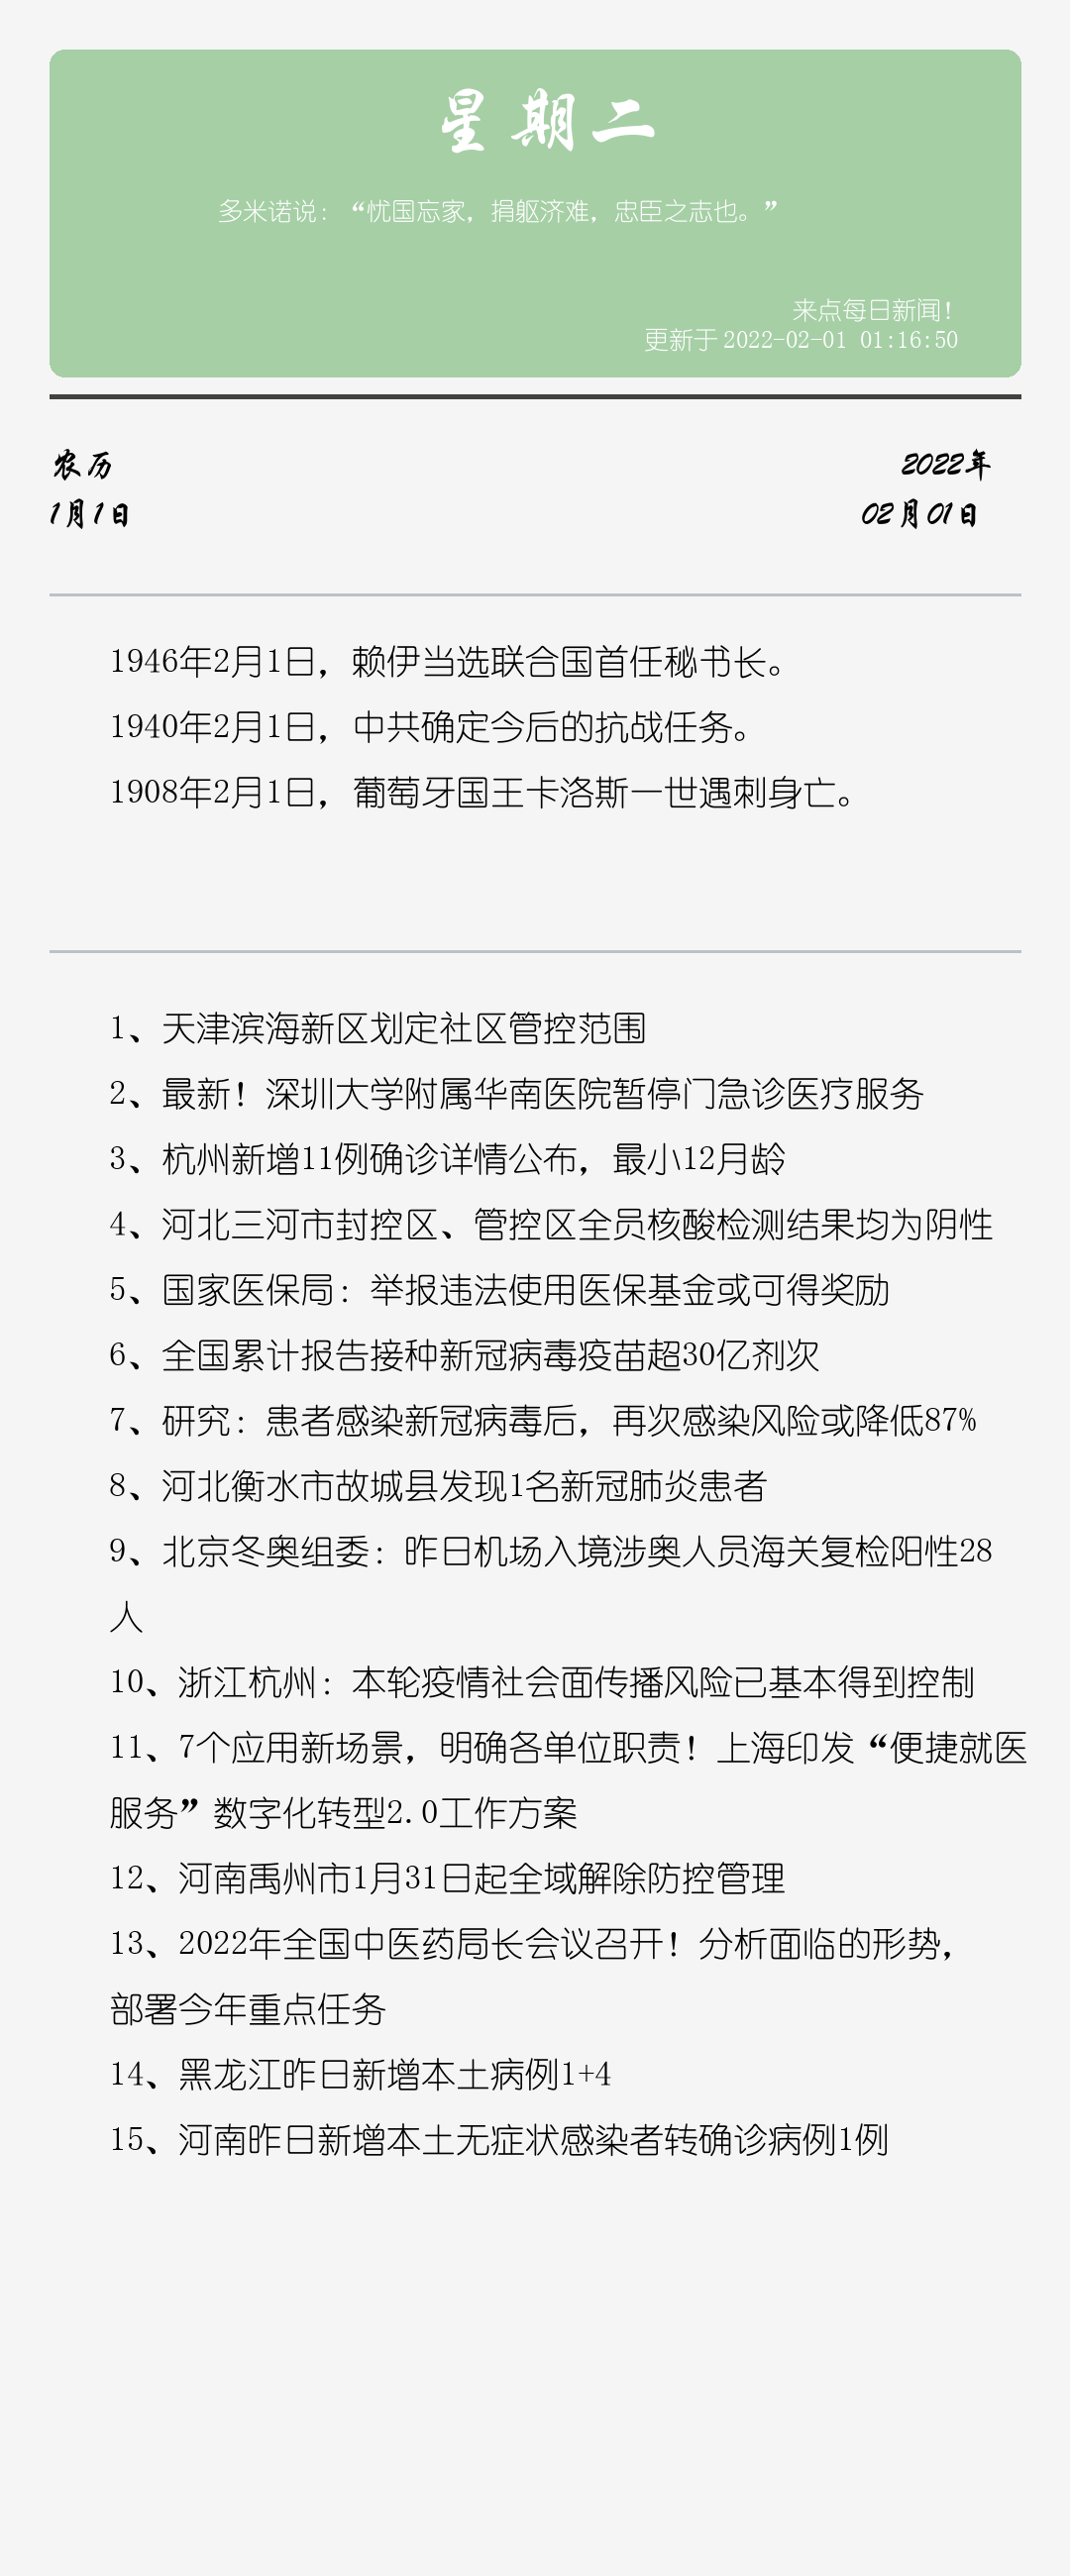 星期二
多米诺说：“忧国忘家，捐躯济难，忠臣之志也。”
来点每日新闻！
更新于 2022-02-01 01:16:50
农历
2022年
1月1日
02月01日
1946年2月1日，赖伊当选联合国首任秘书长。
1940年2月1日，中共确定今后的抗战任务。
1908年2月1日，葡萄牙国王卡洛斯一世遇刺身亡。
1、天津滨海新区划定社区管控范围
2、最新！深圳大学附属华南医院暂停门急诊医疗服务
3、杭州新增11例确诊详情公布，最小12月龄
4、河北三河市封控区、管控区全员核酸检测结果均为阴性
5、国家医保局：举报违法使用医保基金或可得奖励
6、全国累计报告接种新冠病毒疫苗超30亿剂次
7、研究：患者感染新冠病毒后，再次感染风险或降低87%
8、河北衡水市故城县发现1名新冠肺炎患者
9、北京冬奥组委：昨日机场入境涉奥人员海关复检阳性28
人
10、浙江杭州：本轮疫情社会面传播风险已基本得到控制
11、7个应用新场景，明确各单位职责！上海印发“便捷就医
服务”数字化转型2.0工作方案
12、河南禹州市1月31日起全域解除防控管理
13、2022年全国中医药局长会议召开！分析面临的形势，
部署今年重点任务
14、黑龙江昨日新增本土病例1+4
15、河南昨日新增本土无症状感染者转确诊病例1例